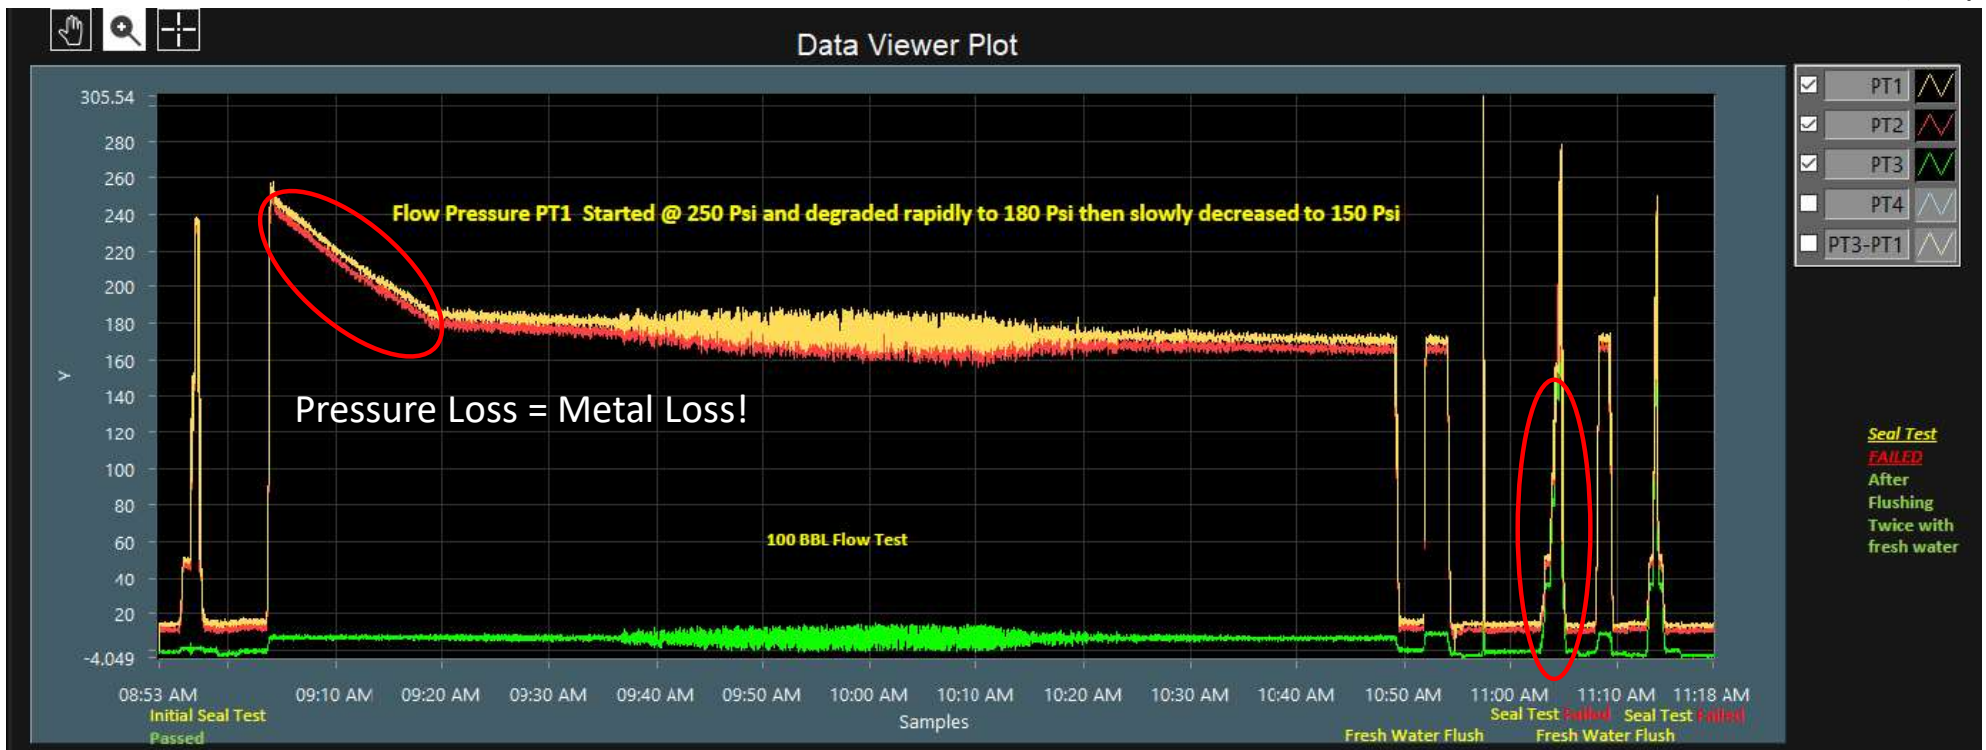 Data Viewer Plot
305.54
280
260
240
220
200
180
160
140
120
100
80
60
40
20
-4.049
Y
Flow Pressure PT1 Started @ 250 Psi and degraded rapidly to 180 Psi then slowly decreased to 150 Psi
Pressure Loss = Metal Loss!
100 BBL Flow Test
PT1
PT2
PT3
PT4
PT3-PT1
Seal Test
FAILED
After
Flushing
Twice with
fresh water
08:53 AM 09:10 AM 09:20 AM 09:30 AM 09:40 AM 09:50 AM 10:00 AM 10:10 AM 10:20 AM 10:30 AM 10:40 AM 10:50 AM 11:00 AM 11:10 AM 11:18 AM
Samples
Initial Seal Test
Passed
Seal Test Failed Seal Test Failed
Fresh Water Flush Fresh Water Flush